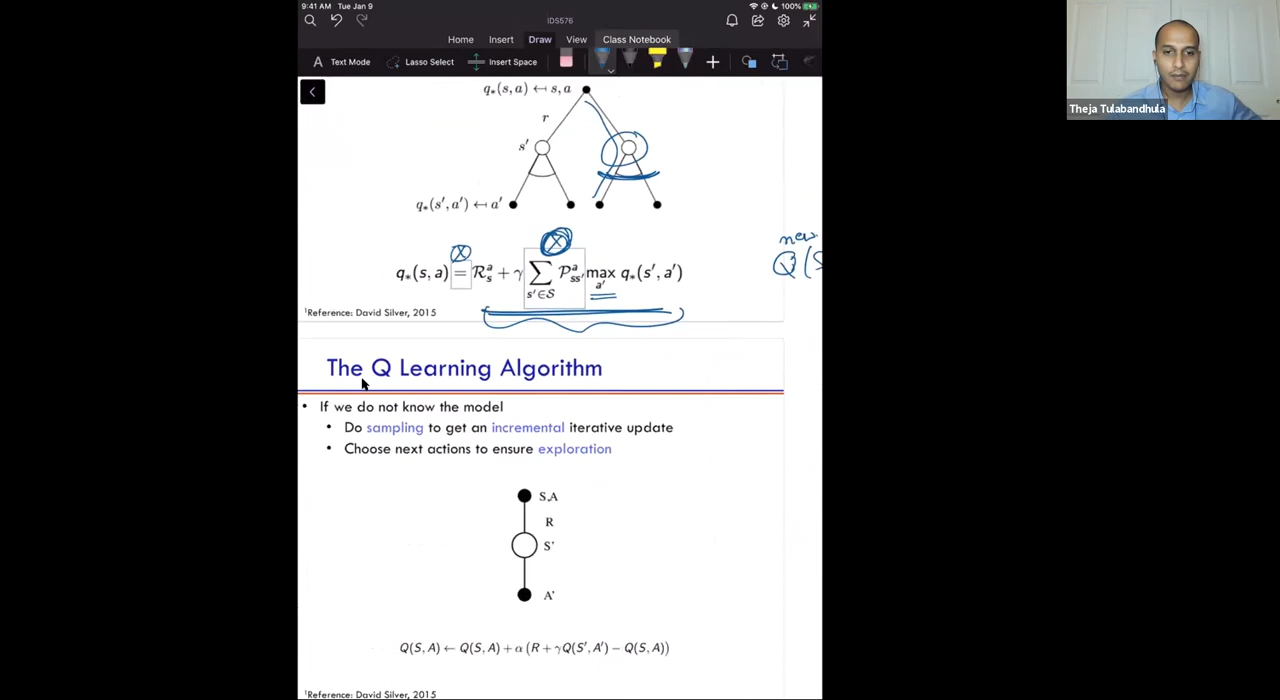 9:41 AM Tue Jan 9
100%
IDS576
Home Insert Draw View Class Notebook
Text Mode Lasso Select Insert Space
Theja Tulabandhula
q*(s, a) ↤ s, a
r
s′
q*(s′, a′) ↤ a′
new
Q(S
q*(s, a) = R^a_s + γ ∑_{s′∈S} P^a_{ss′} max_{a′} q*(s′, a′)
¹Reference: David Silver, 2015
The Q Learning Algorithm
• If we do not know the model
• Do sampling to get an incremental iterative update
• Choose next actions to ensure exploration
S,A
R
S'
A'
Q(S, A) ← Q(S, A) + α (R + γQ(S′, A′) − Q(S, A))
¹Reference: David Silver, 2015